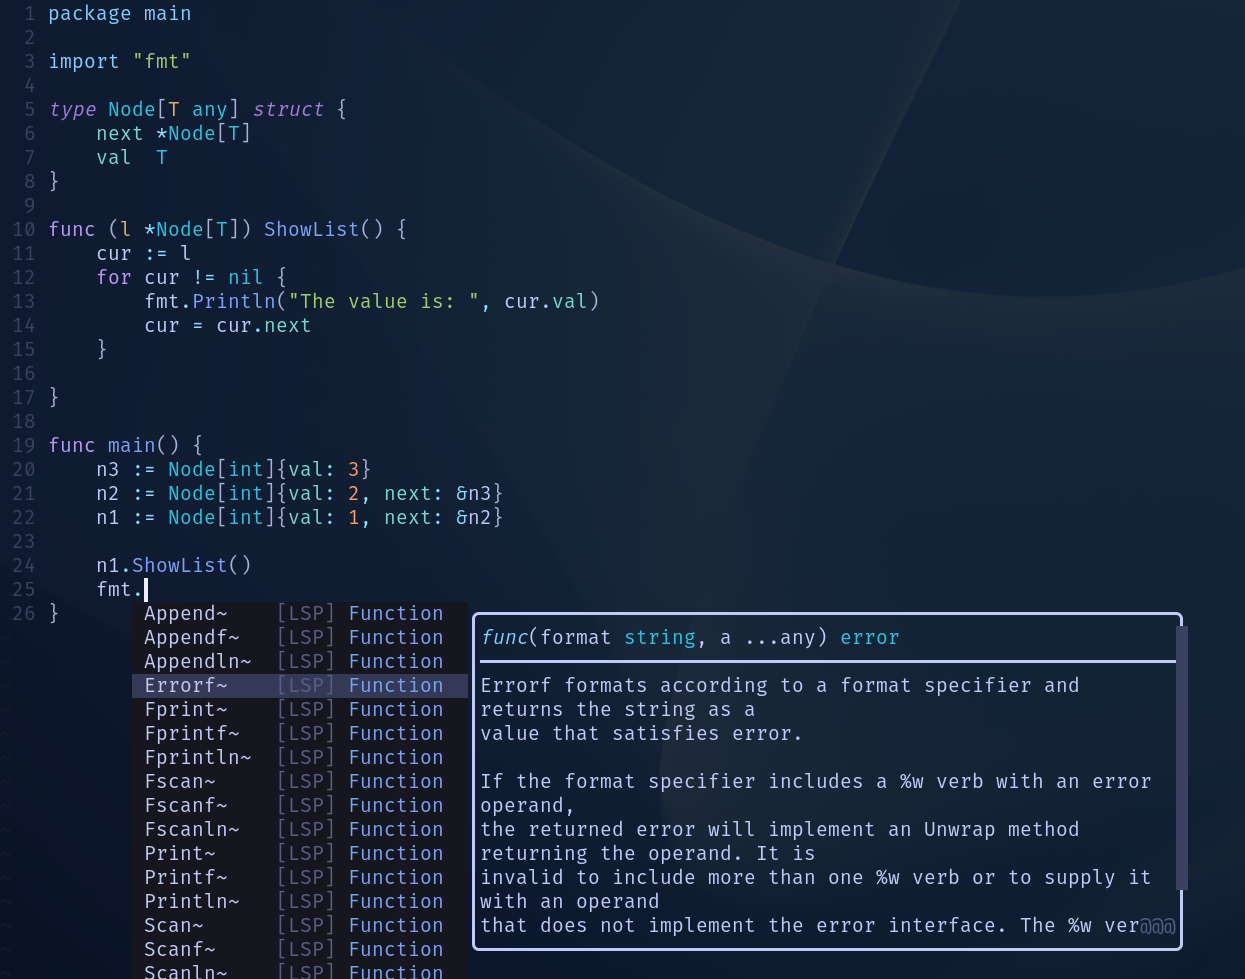 1 package main
2
3 import "fmt"
4
5 type Node[T any] struct {
6     next *Node[T]
7     val  T
8 }
9
10 func (l *Node[T]) ShowList() {
11     cur := l
12     for cur != nil {
13         fmt.Println("The value is: ", cur.val)
14         cur = cur.next
15     }
16
17 }
18
19 func main() {
20     n3 := Node[int]{val: 3}
21     n2 := Node[int]{val: 2, next: &n3}
22     n1 := Node[int]{val: 1, next: &n2}
23
24     n1.ShowList()
25     fmt.
26 }
Append~ [LSP] Function
Appendf~ [LSP] Function
Appendln~ [LSP] Function
Errorf~ [LSP] Function
Fprint~ [LSP] Function
Fprintf~ [LSP] Function
Fprintln~ [LSP] Function
Fscan~ [LSP] Function
Fscanf~ [LSP] Function
Fscanln~ [LSP] Function
Print~ [LSP] Function
Printf~ [LSP] Function
Println~ [LSP] Function
Scan~ [LSP] Function
Scanf~ [LSP] Function
Scanln~ [LSP] Function
func(format string, a ...any) error
Errorf formats according to a format specifier and
returns the string as a
value that satisfies error.
If the format specifier includes a %w verb with an error
operand,
the returned error will implement an Unwrap method
returning the operand. It is
invalid to include more than one %w verb or to supply it
with an operand
that does not implement the error interface. The %w ver@@@